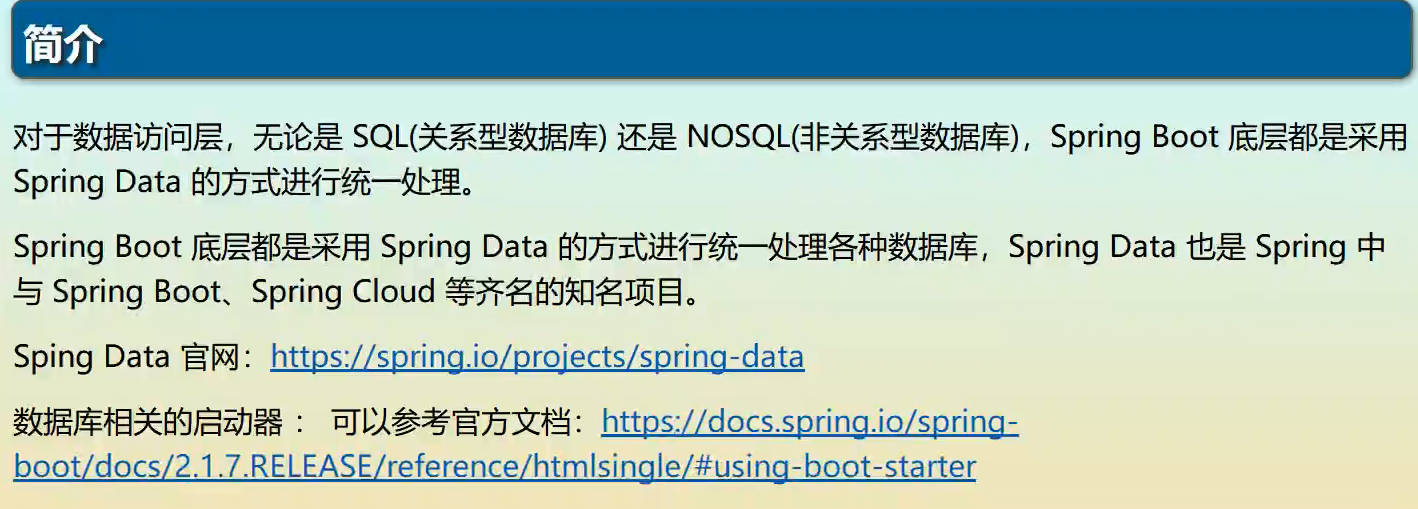 简介
对于数据访问层，无论是 SQL(关系型数据库) 还是 NOSQL(非关系型数据库)，Spring Boot 底层都是采用
Spring Data 的方式进行统一处理。
Spring Boot 底层都是采用 Spring Data 的方式进行统一处理各种数据库，Spring Data 也是 Spring 中
与 Spring Boot、Spring Cloud 等齐名的知名项目。
Sping Data 官网：https://spring.io/projects/spring-data
数据库相关的启动器 ： 可以参考官方文档：https://docs.spring.io/spring-
boot/docs/2.1.7.RELEASE/reference/htmlsingle/#using-boot-starter